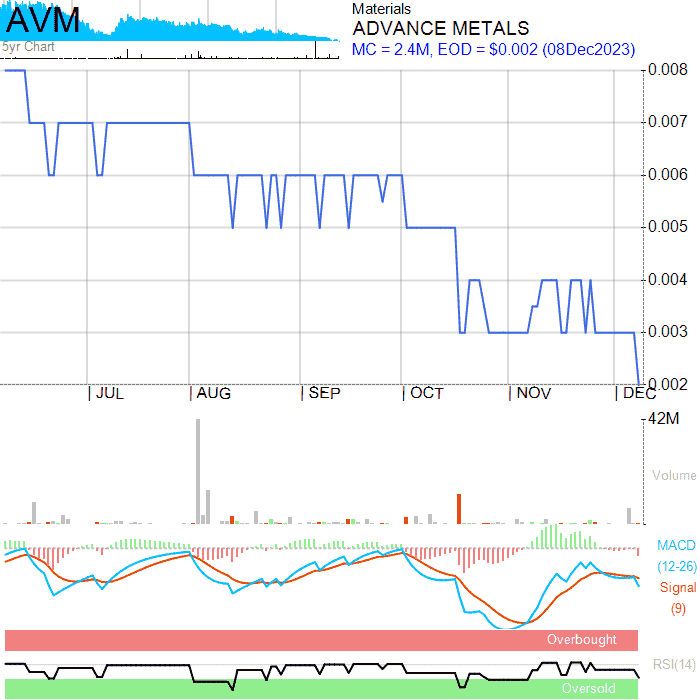 AVM
5yr Chart
Materials
ADVANCE METALS
MC = 2.4M, EOD = $0.002 (08Dec2023)
0.008
0.007
0.006
0.005
0.004
0.003
0.002
JUL AUG SEP OCT NOV DEC
42M
Volume
MACD
(12-26)
Signal
(9)
Overbought
RSI(14)
Oversold